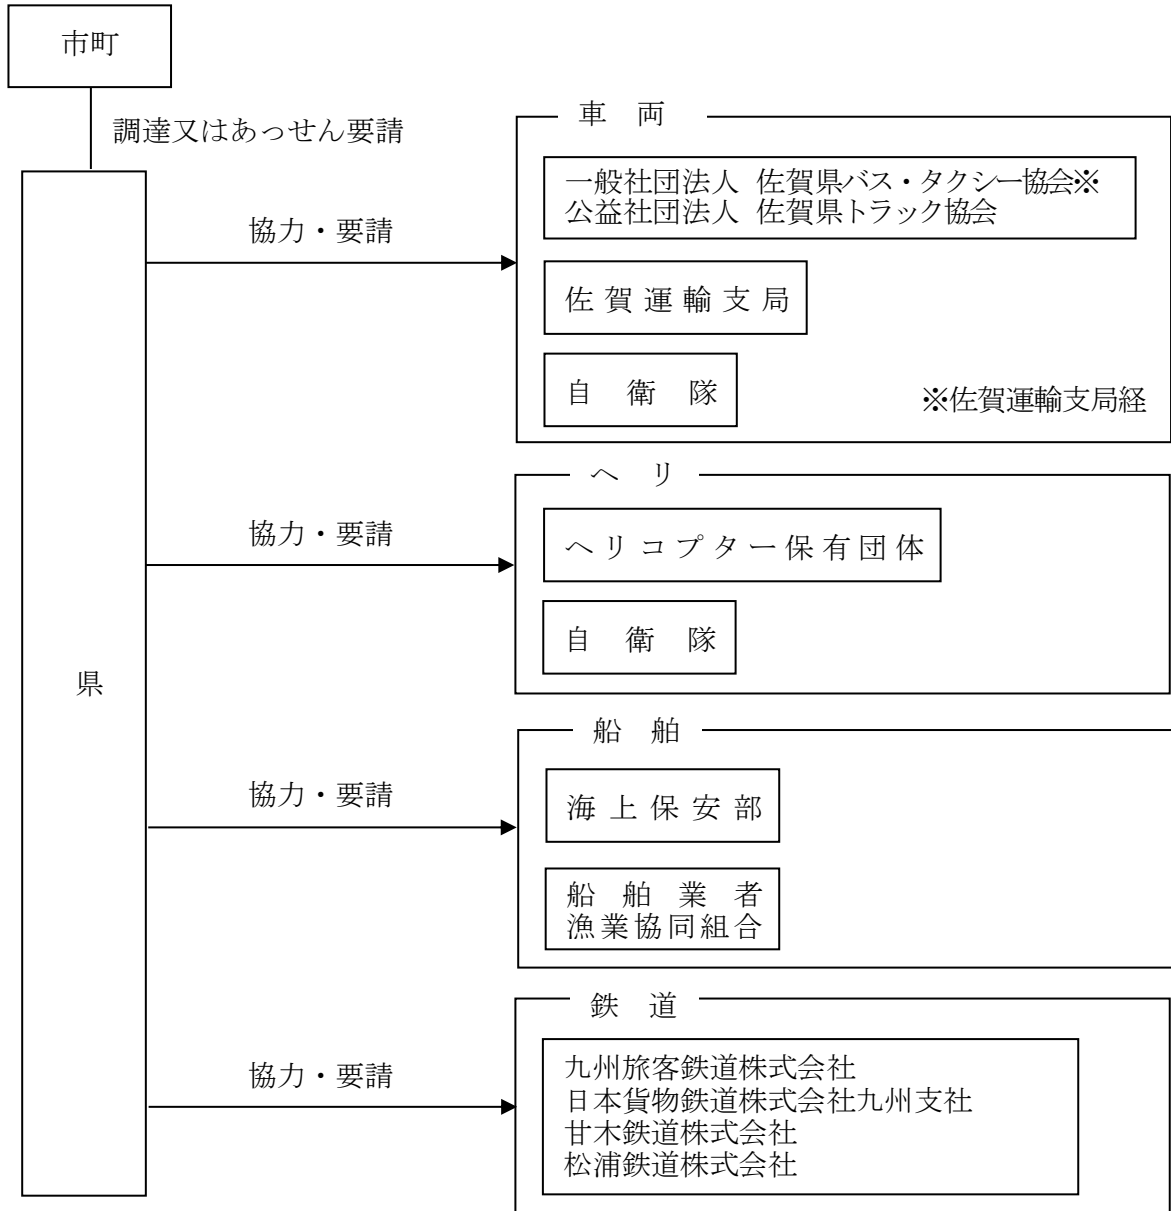 市町
調達又はあっせん要請
県
協力・要請
車 両
一般社団法人 佐賀県バス・タクシー協会※
公益社団法人 佐賀県トラック協会
佐賀運輸支局
自 衛 隊
※佐賀運輸支局経
協力・要請
ヘ リ
ヘリコプター保有団体
自 衛 隊
協力・要請
船 舶
海上保安部
船 舶 業 者
漁業協同組合
協力・要請
鉄 道
九州旅客鉄道株式会社
日本貨物鉄道株式会社九州支社
甘木鉄道株式会社
松浦鉄道株式会社